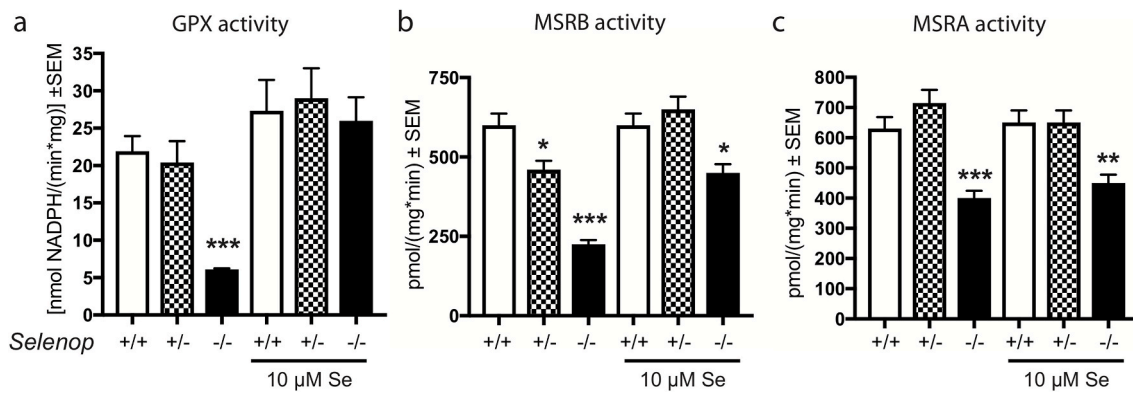 a GPX activity
[nmol NADPH/(min*mg)] ±SEM
35
30
25
20
15
10
5
0
***
Selenop +/+ +/- -/- +/+ +/- -/-
10 µM Se
b MSRB activity
pmol/(mg*min) ± SEM
750
500
250
0
*
***
*
+/+ +/- -/- +/+ +/- -/-
10 µM Se
c MSRA activity
pmol/(mg*min) ± SEM
800
700
600
500
400
300
200
100
0
***
**
+/+ +/- -/- +/+ +/- -/-
10 µM Se